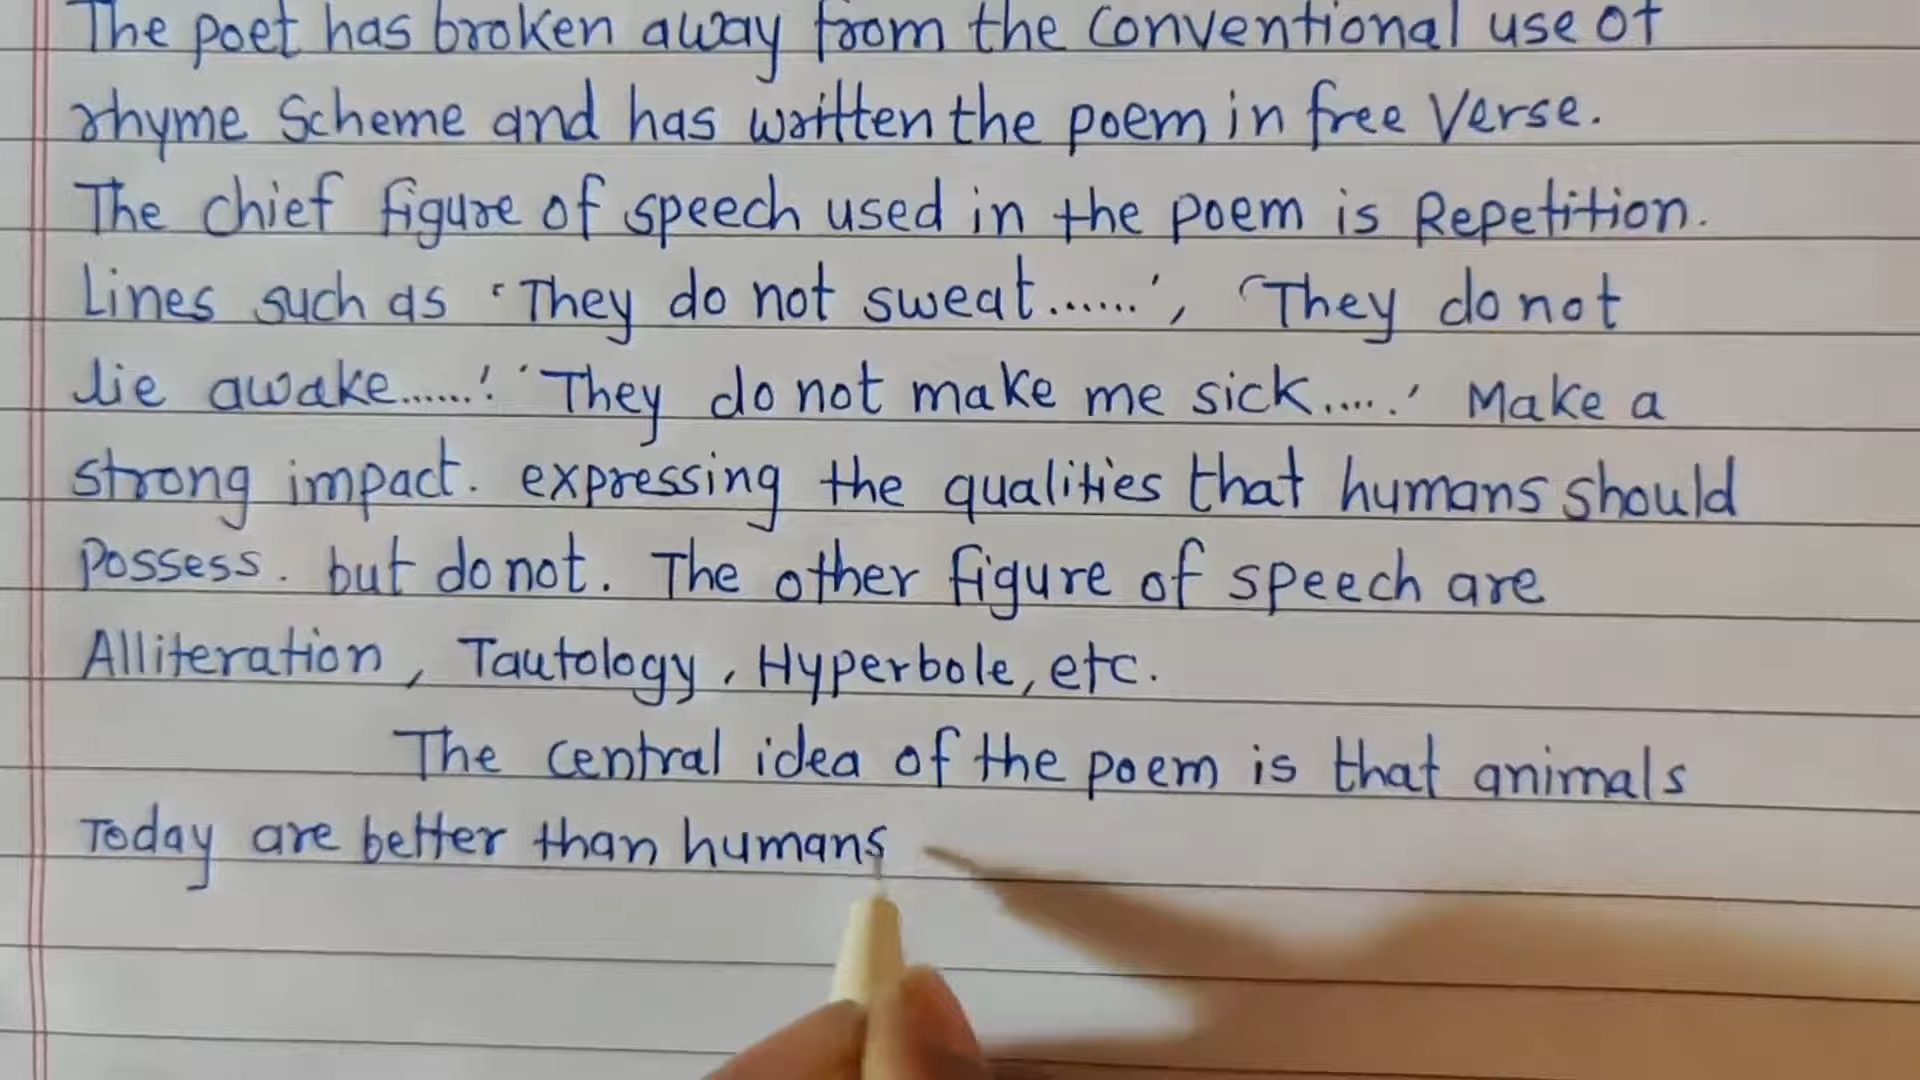 The poet has broken away from the conventional use of
rhyme Scheme and has written the poem in free Verse.
The chief figure of speech used in the poem is Repetition.
Lines such as 'They do not sweat......', 'They do not
lie awake......' 'They do not make me sick.....' Make a
strong impact. expressing the qualities that humans should
Possess. but do not. The other figure of speech are
Alliteration, Tautology, Hyperbole, etc.
The central idea of the poem is that animals
Today are better than humans